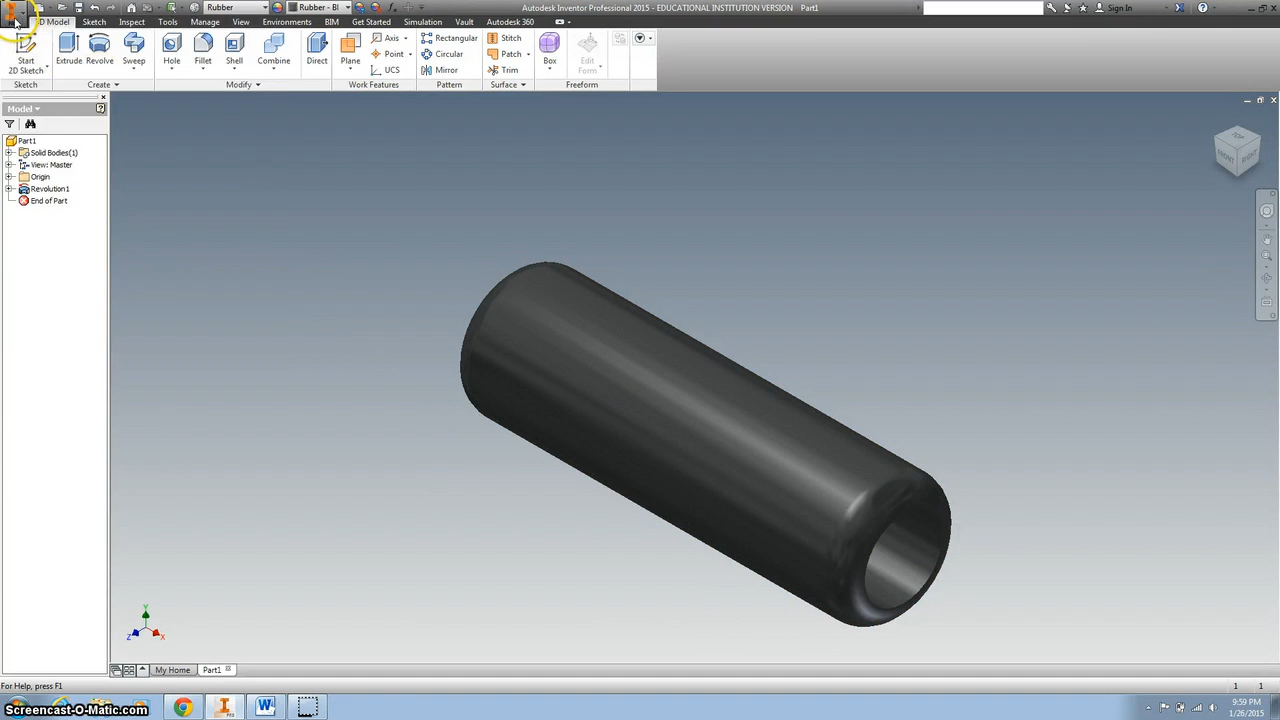 Rubber
Rubber - Bl
Autodesk Inventor Professional 2015 - EDUCATIONAL INSTITUTION VERSION Part1
Sign In
3D Model Sketch Inspect Tools Manage View Environments BIM Get Started Simulation Vault Autodesk 360
Start
2D Sketch
Extrude Revolve Sweep
Hole Fillet Shell Combine
Direct
Plane
Axis
Point
UCS
Rectangular
Circular
Mirror
Stitch
Patch
Trim
Box
Edit
Form
Sketch Create Modify Work Features Pattern Surface Freeform
Model
Part1
Solid Bodies(1)
View: Master
Origin
Revolution1
End of Part
TOP
FRONT
RIGHT
Y
Z
X
My Home Part1
For Help, press F1
1 1
Screencast-O-Matic.com
9:59 PM
1/26/2015